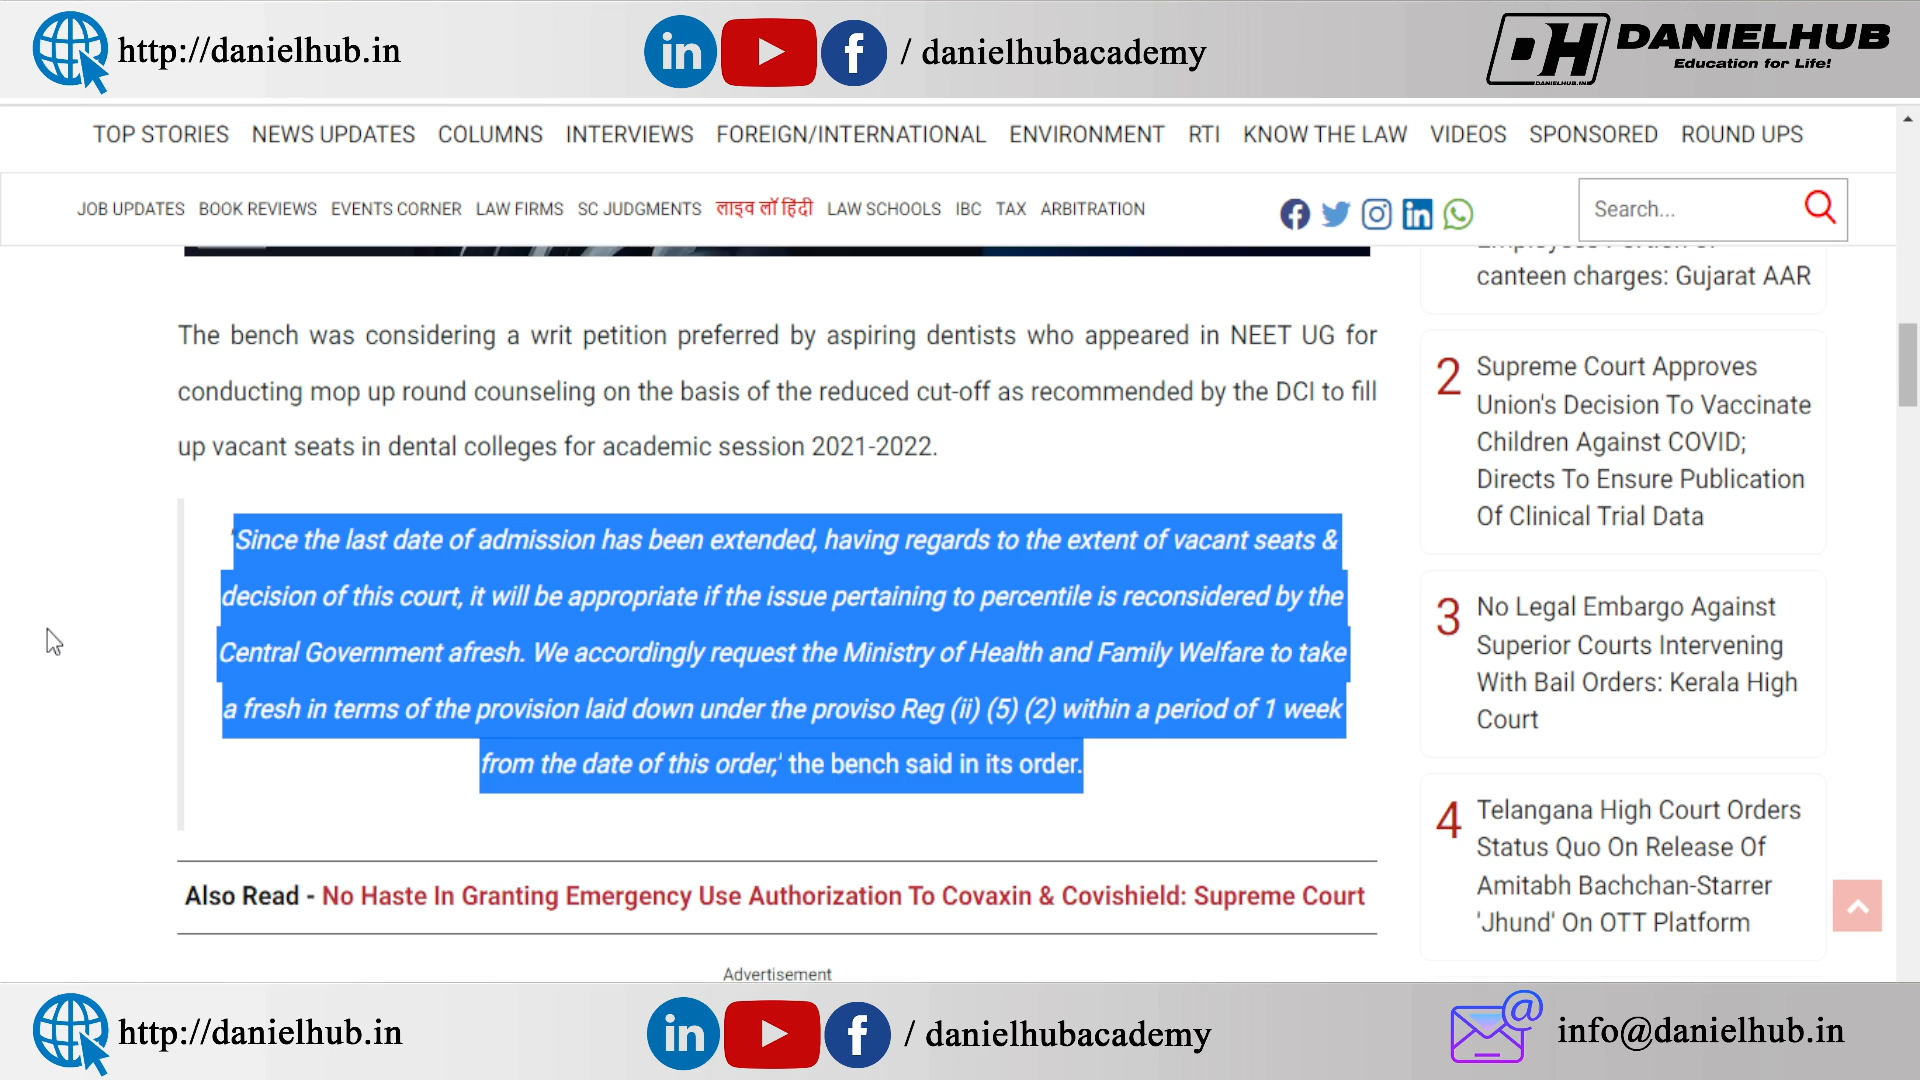 http://danielhub.in
in f / danielhubacademy
DH DANIELHUB
DANIELHUB.IN
Education for Life!
TOP STORIES NEWS UPDATES COLUMNS INTERVIEWS FOREIGN/INTERNATIONAL ENVIRONMENT RTI KNOW THE LAW VIDEOS SPONSORED ROUND UPS
JOB UPDATES BOOK REVIEWS EVENTS CORNER LAW FIRMS SC JUDGMENTS लाइव लॉ हिंदी LAW SCHOOLS IBC TAX ARBITRATION
Search...
The bench was considering a writ petition preferred by aspiring dentists who appeared in NEET UG for
conducting mop up round counseling on the basis of the reduced cut-off as recommended by the DCI to fill
up vacant seats in dental colleges for academic session 2021-2022.
'Since the last date of admission has been extended, having regards to the extent of vacant seats &
decision of this court, it will be appropriate if the issue pertaining to percentile is reconsidered by the
Central Government afresh. We accordingly request the Ministry of Health and Family Welfare to take
a fresh in terms of the provision laid down under the proviso Reg (ii) (5) (2) within a period of 1 week
from the date of this order,' the bench said in its order.
Also Read - No Haste In Granting Emergency Use Authorization To Covaxin & Covishield: Supreme Court
Advertisement
canteen charges: Gujarat AAR
2 Supreme Court Approves
Union's Decision To Vaccinate
Children Against COVID;
Directs To Ensure Publication
Of Clinical Trial Data
3 No Legal Embargo Against
Superior Courts Intervening
With Bail Orders: Kerala High
Court
4 Telangana High Court Orders
Status Quo On Release Of
Amitabh Bachchan-Starrer
'Jhund' On OTT Platform
http://danielhub.in
in f / danielhubacademy
@ info@danielhub.in